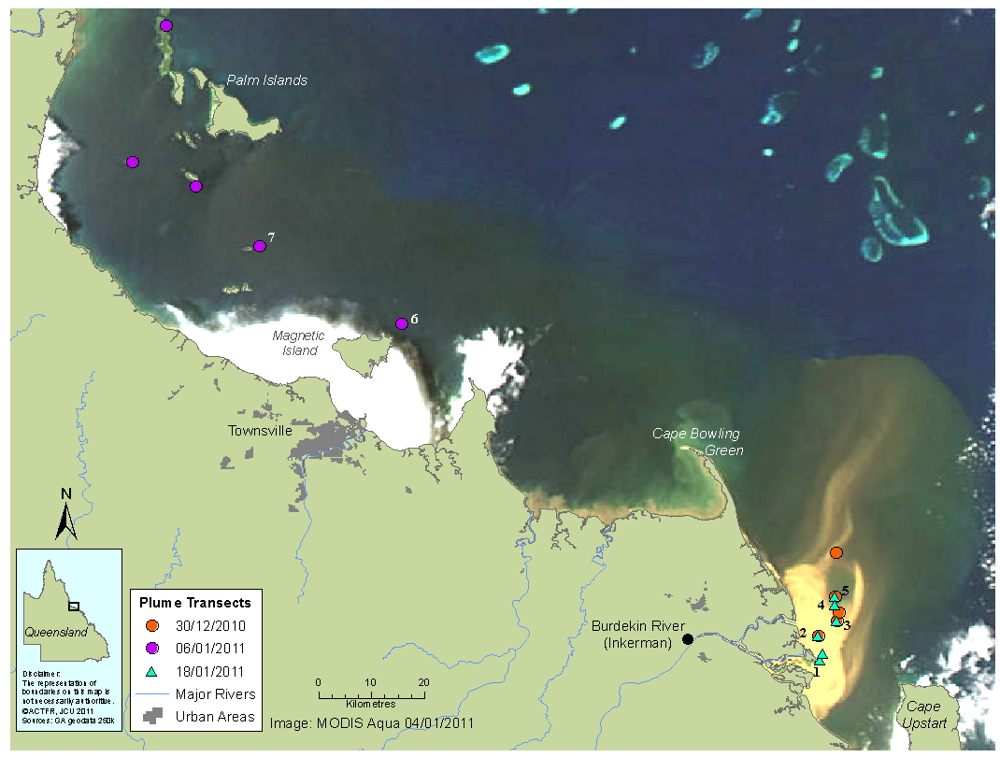 Palm Islands
7
6
Magnetic
Island
Townsville
Cape Bowling
Green
N
5
4
3
2
1
Burdekin River
(Inkerman)
Cape
Upstart
Queensland
Disclaimer:
The representation of
boundaries on this map is
not necessarily authoritive.
©ACTFR, JCU 2011
Sources: GA geodata 250k
Plume Transects
30/12/2010
06/01/2011
18/01/2011
Major Rivers
Urban Areas
0 10 20
Kilometres
Image: MODIS Aqua 04/01/2011